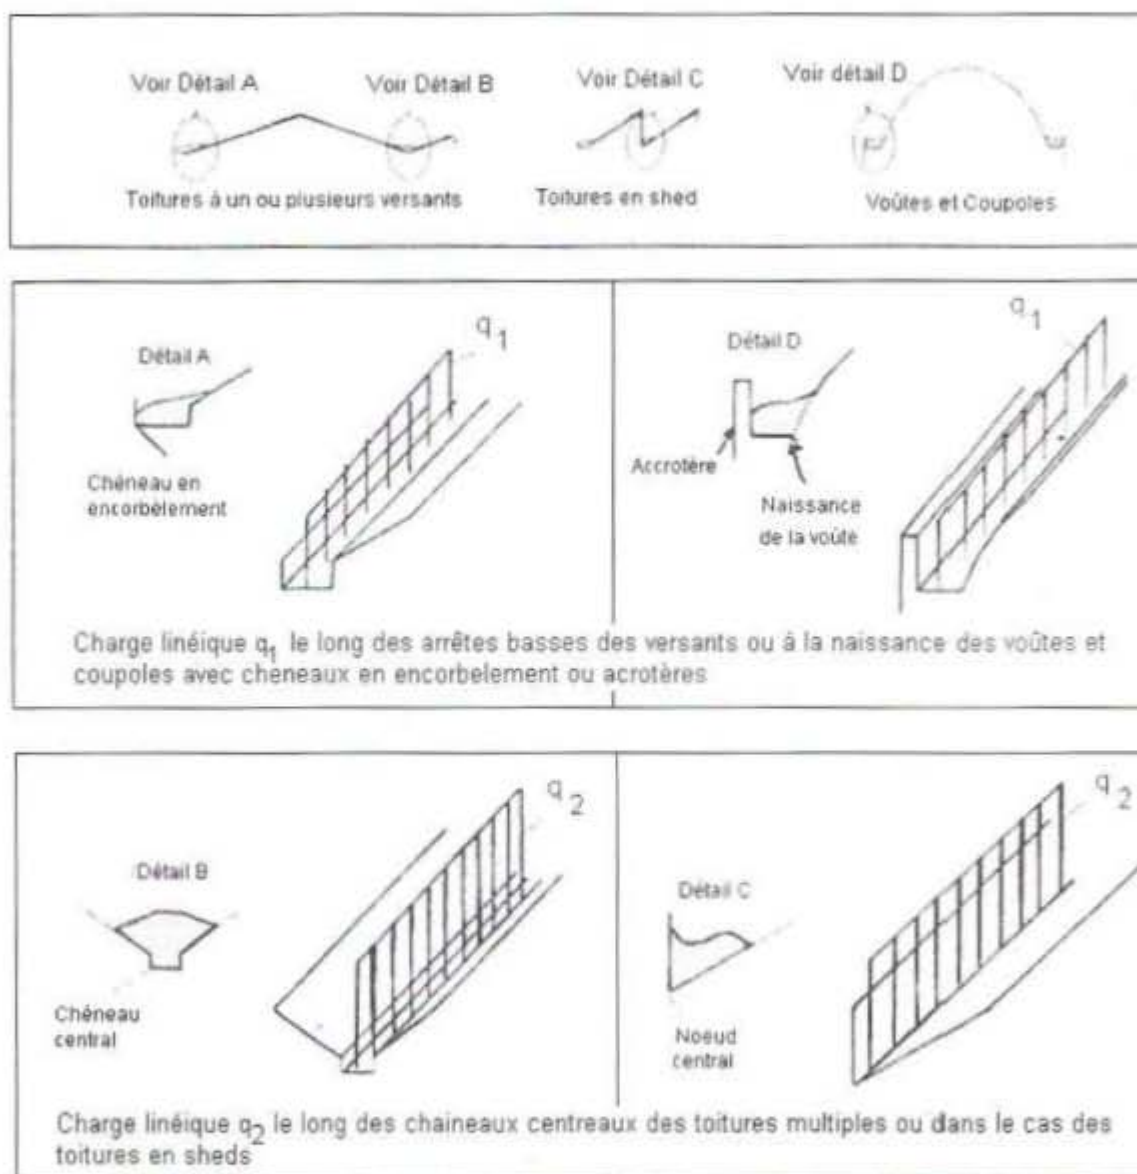 Voir Détail A
Voir Détail B
Voir Détail C
Voir détail D
Toitures à un ou plusieurs versants
Toitures en shed
Voûtes et Coupoles
Détail A
q1
Chéneau en
encorbèlement
Détail D
q1
Accrotère
Naissance
de la voûte
Charge linéique q1 le long des arrêtes basses des versants ou à la naissance des voûtes et
coupoles avec cheneaux en encorbelement ou acrotères
Détail B
q2
Chéneau
central
Détail C
q2
Noeud
central
Charge linéique q2 le long des chaineaux centreaux des toitures multiples ou dans le cas des
toitures en sheds